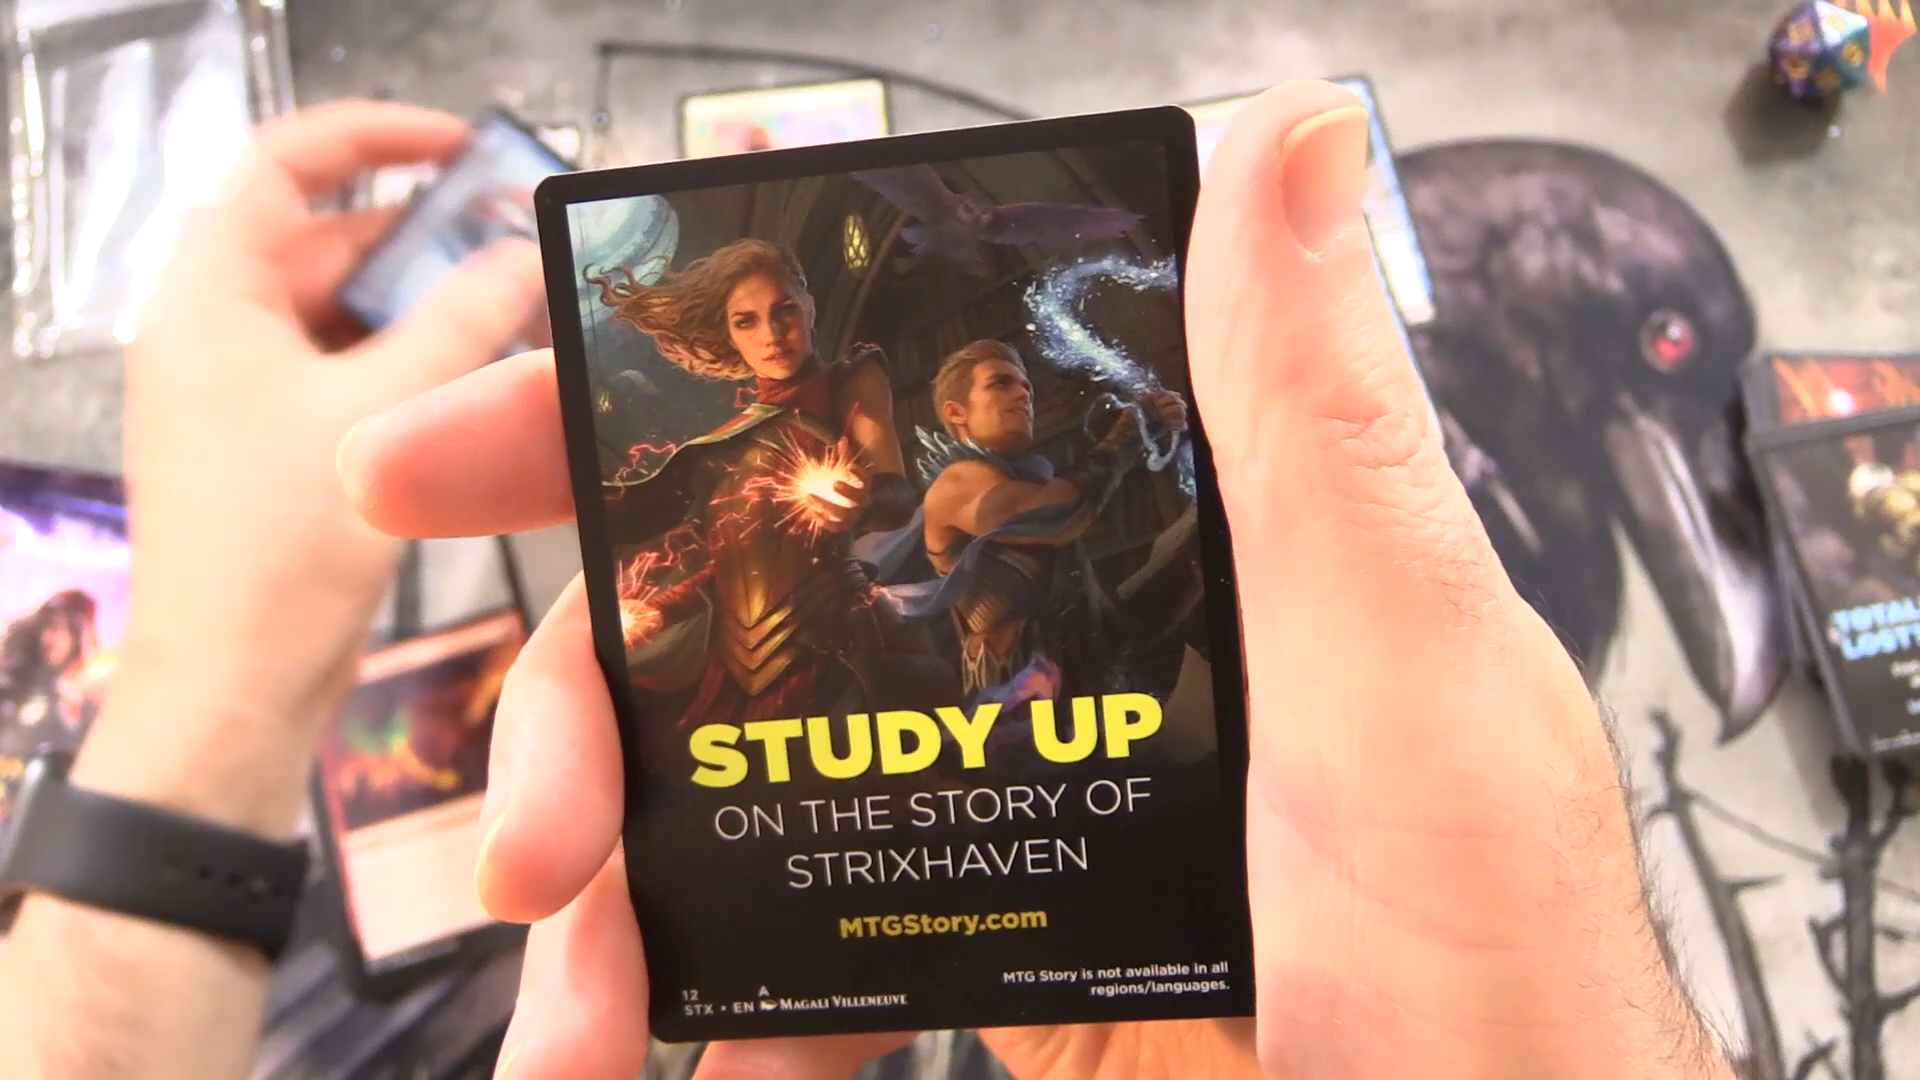 STUDY UP
ON THE STORY OF
STRIXHAVEN
MTGStory.com
MTG Story is not available in all
regions/languages.
12 A
STX • EN MAGALI VILLENEUVE